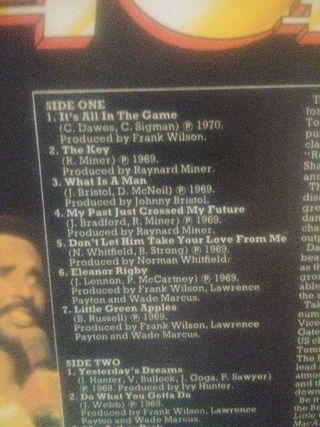 SIDE ONE
1. It's All In The Game
(C. Dawes, C. Sigman) ℗ 1970.
Produced by Frank Wilson.
2. The Key
(R. Miner) ℗ 1969.
Produced by Raynard Miner.
3. What Is A Man
(J. Bristol, D. McNeil) ℗ 1969.
Produced by Johnny Bristol.
4. My Past Just Crossed My Future
(J. Bradford, R. Miner) ℗ 1969.
Produced by Raynard Miner.
5. Don't Let Him Take Your Love From Me
(N. Whitfield, B. Strong) ℗ 1969.
Produced by Norman Whitfield.
6. Eleanor Rigby
(J. Lennon, P. McCartney) ℗ 1969.
Produced by Frank Wilson, Lawrence
Payton and Wade Marcus.
7. Little Green Apples
(B. Russell) ℗ 1969.
Produced by Frank Wilson, Lawrence
Payton and Wade Marcus.
SIDE TWO
1. Yesterday's Dreams
(I. Hunter, V. Bullock, J. Goga, P. Sawyer)
℗ 1968. Produced by Ivy Hunter.
2. Do What You Gotta Do
(J. Webb) ℗ 1969.
Produced by Frank Wilson, Lawrence
Payton and Wade Marcus.